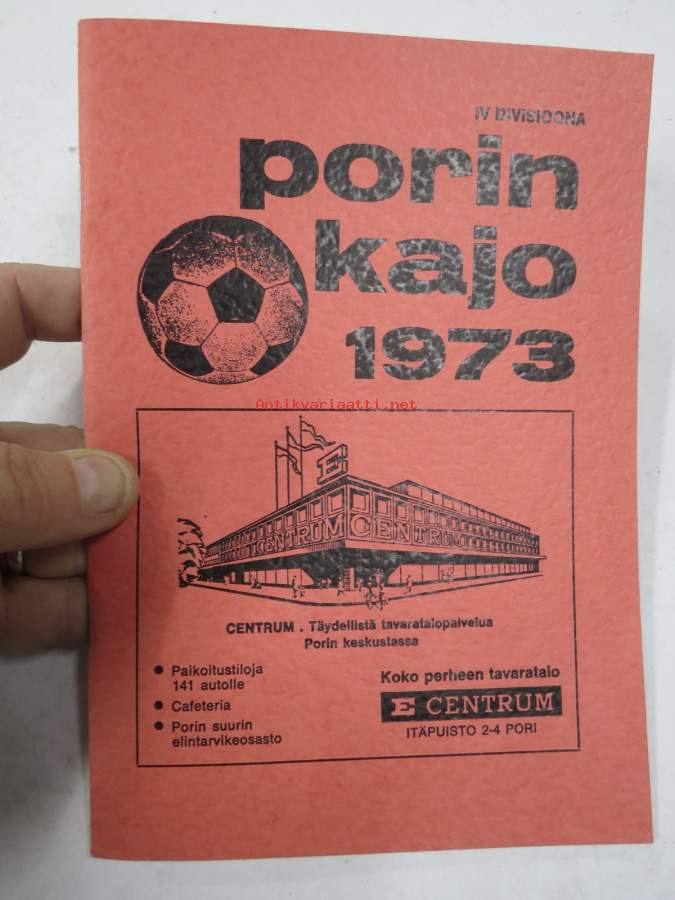 IV DIVISIOONA
porin
kajo
1973
Antikvariaatti.net
E
CENTRUM CENTRUM
CENTRUM . Täydellistä tavaratalopalvelua
Porin keskustassa
● Paikoitustiloja
141 autolle
● Cafeteria
● Porin suurin
elintarvikeosasto
Koko perheen tavaratalo
E CENTRUM
ITÄPUISTO 2-4 PORI